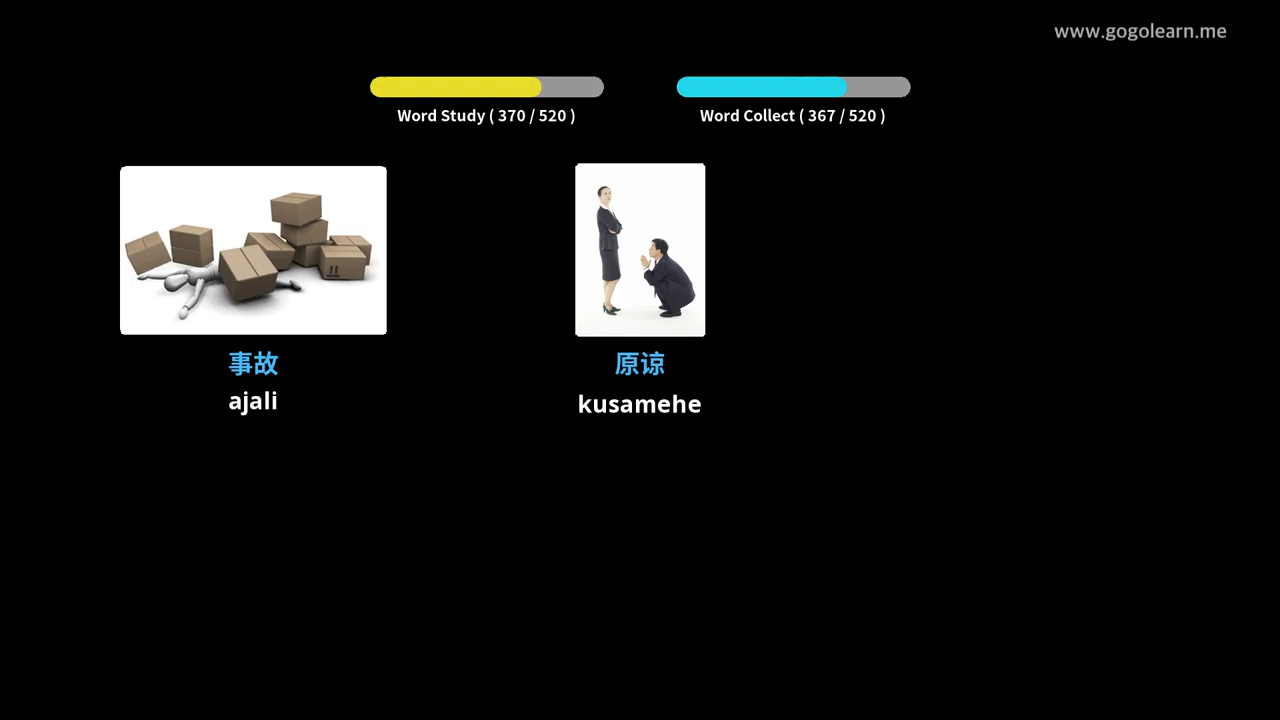 www.gogolearn.me
Word Study ( 370 / 520 )
Word Collect ( 367 / 520 )
事故
ajali
原谅
kusamehe